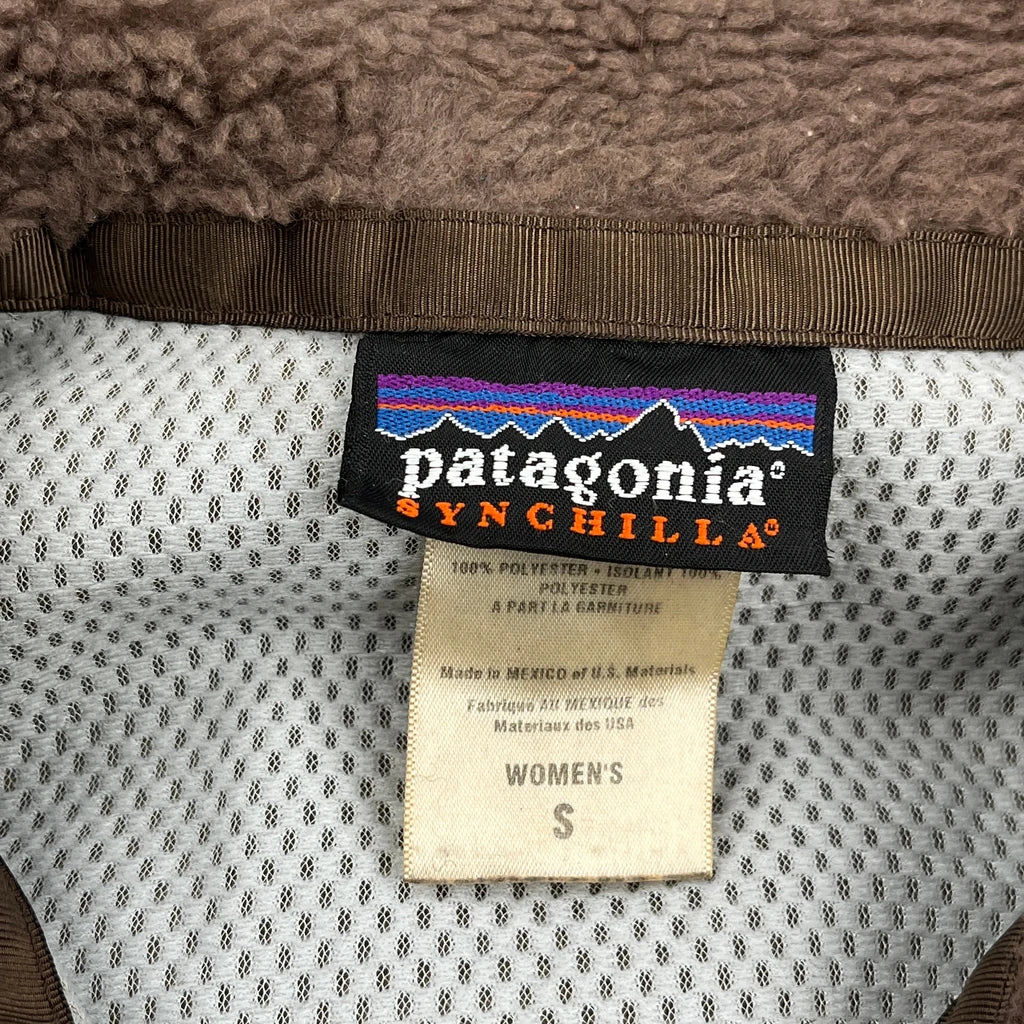 patagonia®
SYNCHILLA™
100% POLYESTER • ISOLANT 100%
POLYESTER
A PART LA GARNITURE
Made in MEXICO of U.S. Materials
Fabriqué AU MEXIQUE des
Materiaux des USA
WOMEN'S
S